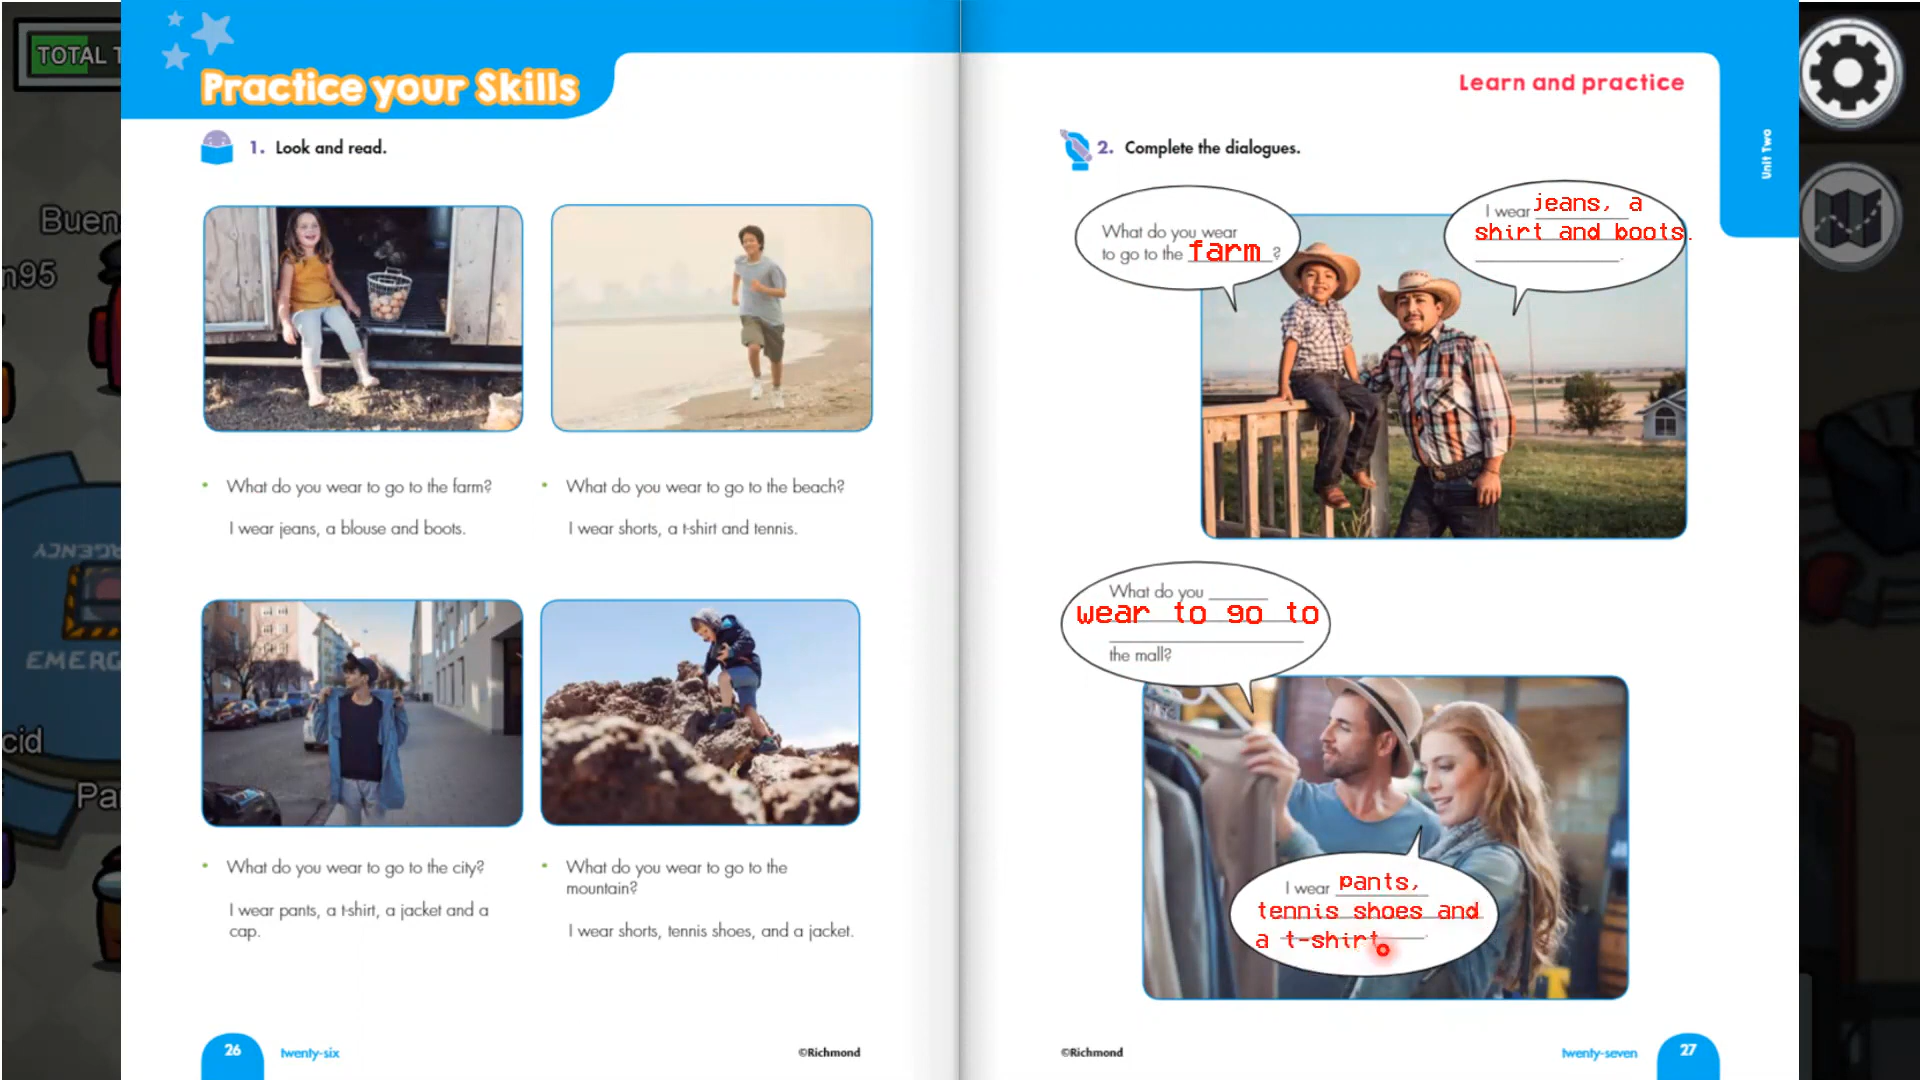 TOTAL T
Practice your Skills
1. Look and read.
What do you wear to go to the farm?
I wear jeans, a blouse and boots.
What do you wear to go to the beach?
I wear shorts, a t-shirt and tennis.
What do you wear to go to the city?
I wear pants, a t-shirt, a jacket and a
cap.
What do you wear to go to the
mountain?
I wear shorts, tennis shoes, and a jacket.
26
twenty-six
©Richmond
Learn and practice
Unit Two
2. Complete the dialogues.
What do you wear
to go to the farm?
I wear jeans, a
shirt and boots.
What do you
wear to go to
the mall?
I wear pants,
tennis shoes and
a t-shirt.
©Richmond
twenty-seven
27
Buen
n95
EMERG
cid
Pa